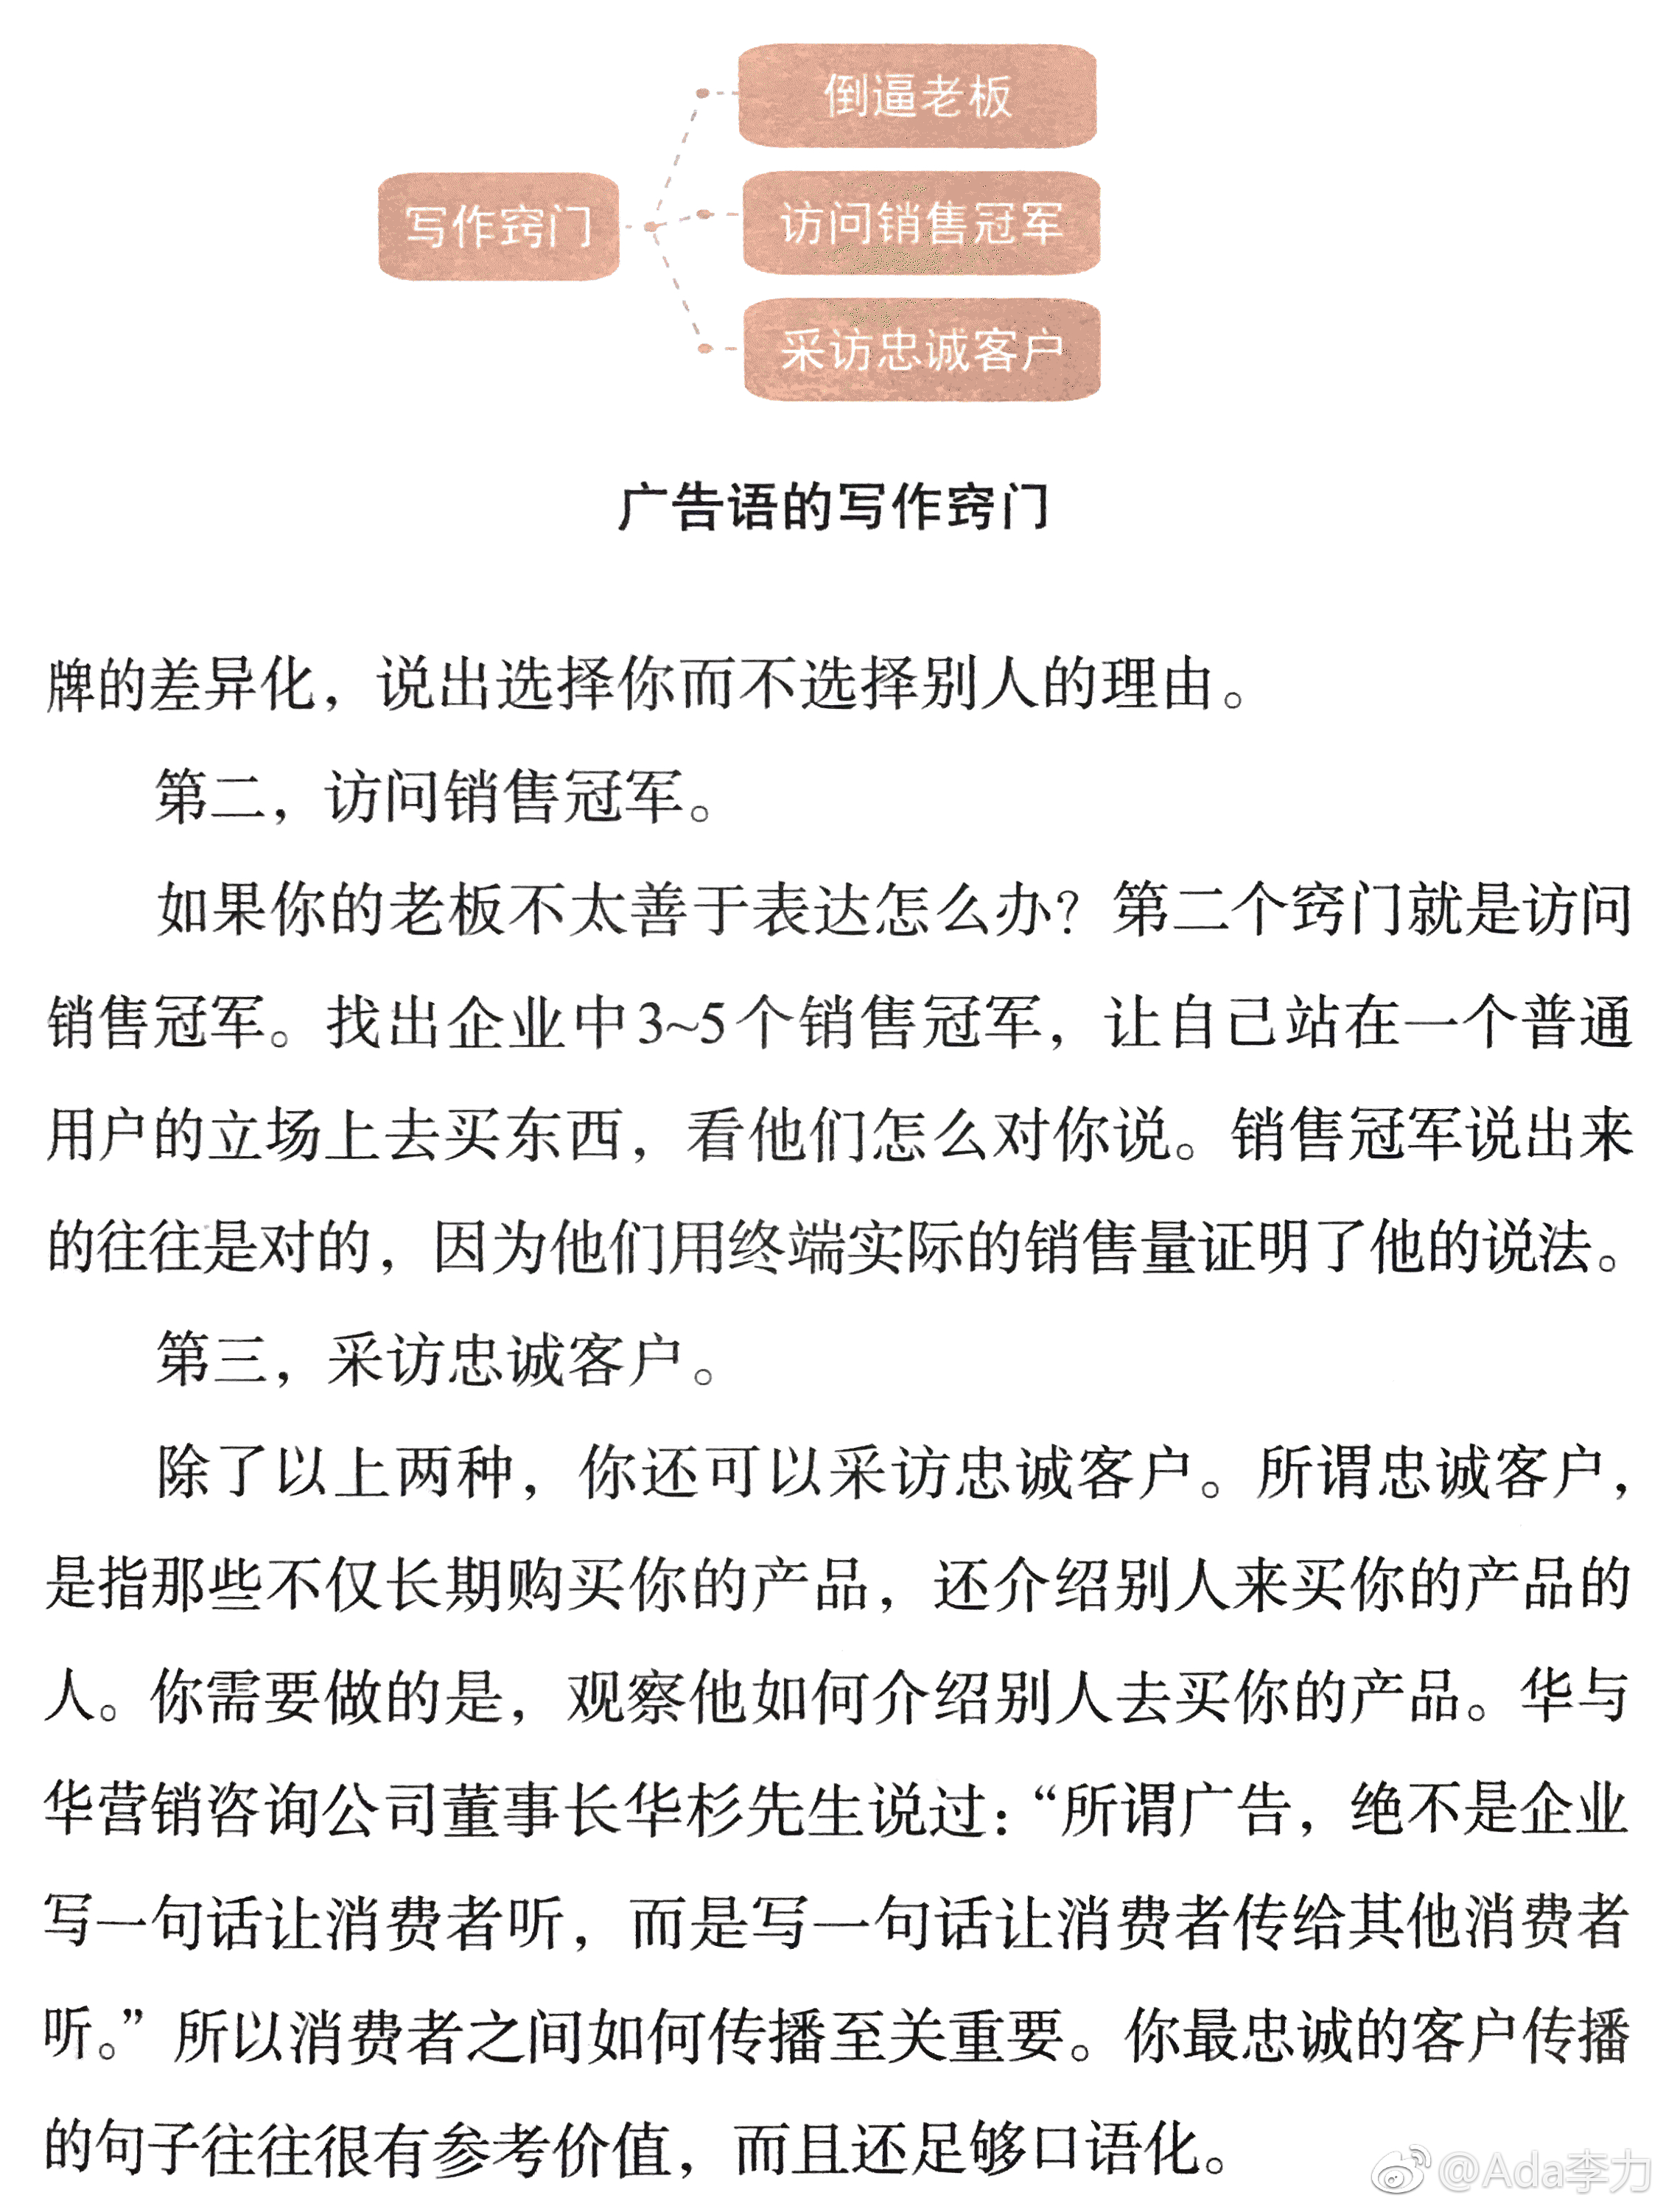 倒逼老板
写作窍门
访问销售冠军
采访忠诚客户
广告语的写作窍门
牌的差异化，说出选择你而不选择别人的理由。
第二，访问销售冠军。
如果你的老板不太善于表达怎么办？第二个窍门就是访问
销售冠军。找出企业中3~5个销售冠军，让自己站在一个普通
用户的立场上去买东西，看他们怎么对你说。销售冠军说出来
的往往是对的，因为他们用终端实际的销售量证明了他的说法。
第三，采访忠诚客户。
除了以上两种，你还可以采访忠诚客户。所谓忠诚客户，
是指那些不仅长期购买你的产品，还介绍别人来买你的产品的
人。你需要做的是，观察他如何介绍别人去买你的产品。华与
华营销咨询公司董事长华杉先生说过：“所谓广告，绝不是企业
写一句话让消费者听，而是写一句话让消费者传给其他消费者
听。”所以消费者之间如何传播至关重要。你最忠诚的客户传播
的句子往往很有参考价值，而且还足够口语化。
@Ada李力